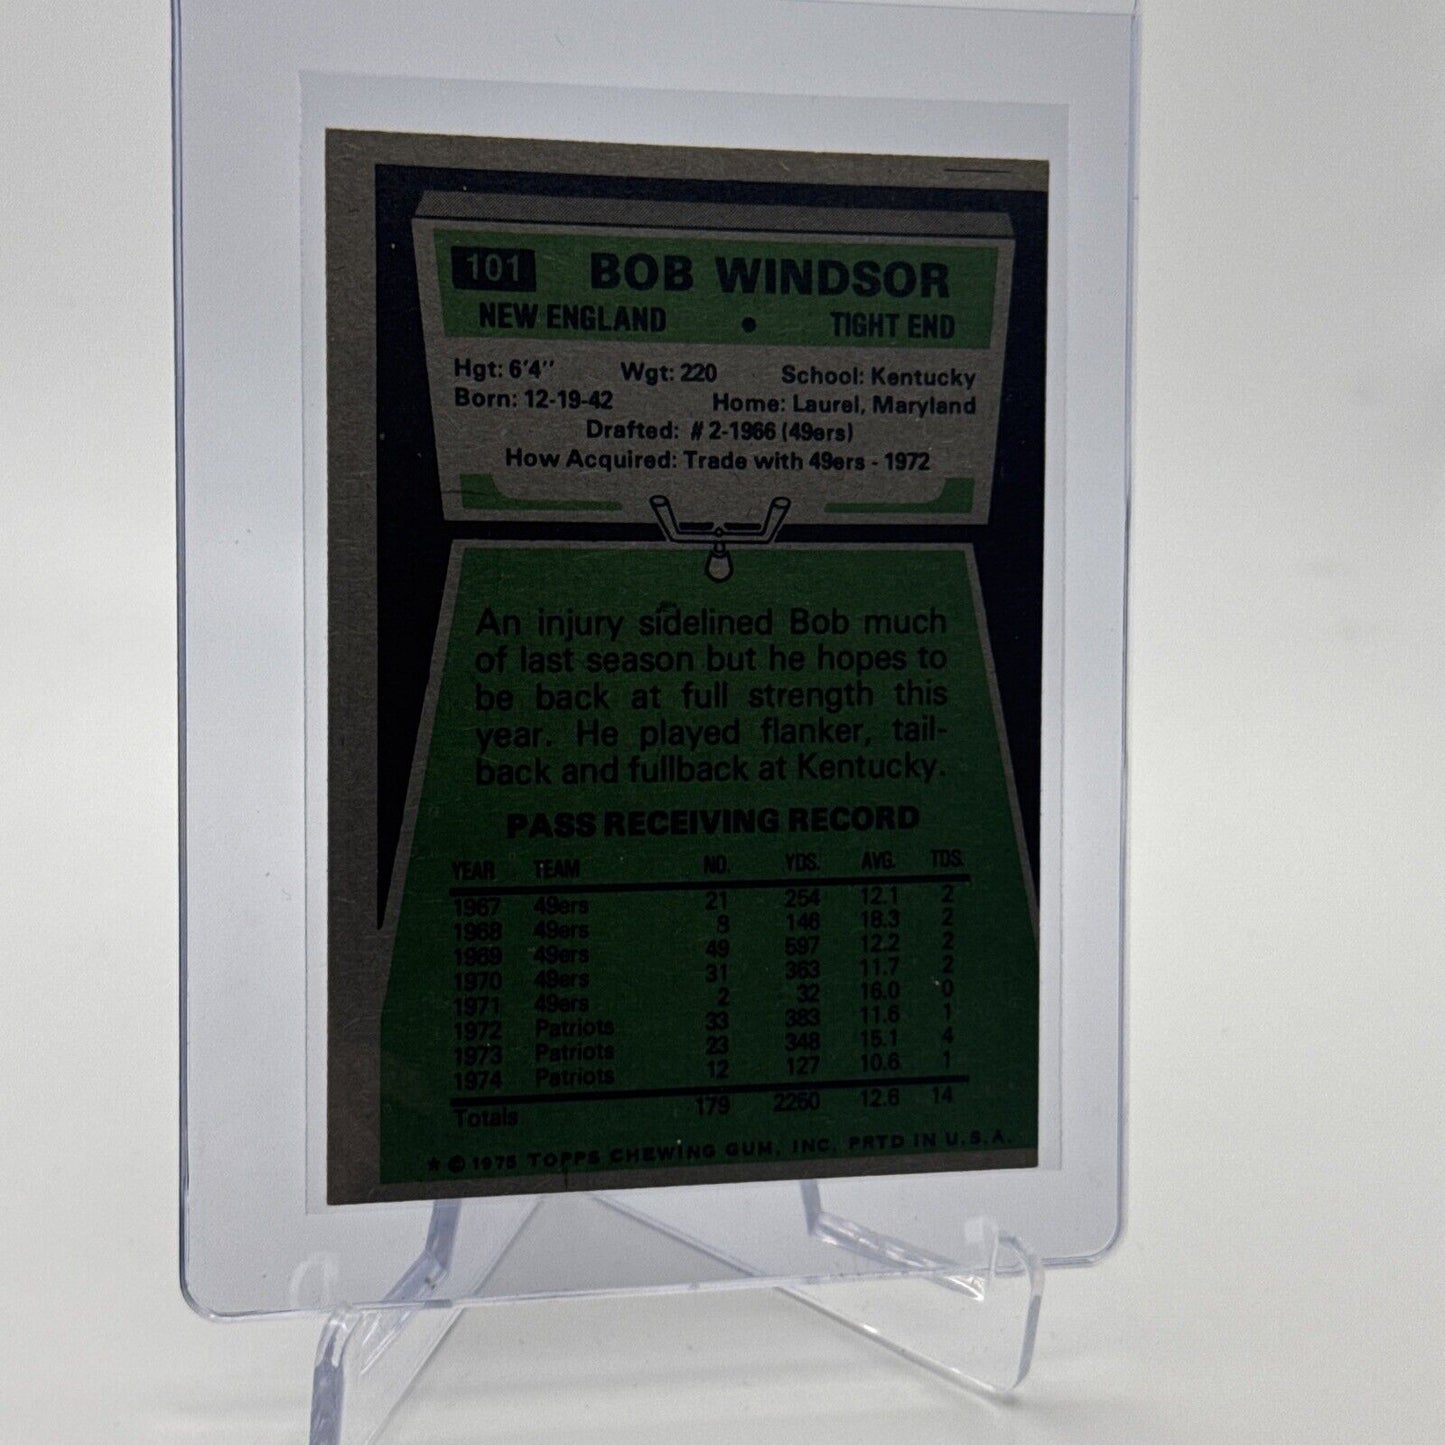 101 BOB WINDSOR
NEW ENGLAND • TIGHT END
Hgt: 6'4" Wgt: 220 School: Kentucky
Born: 12-19-42 Home: Laurel, Maryland
Drafted: #2-1966 (49ers)
How Acquired: Trade with 49ers - 1972
An injury sidelined Bob much
of last season but he hopes to
be back at full strength this
year. He played flanker, tail-
back and fullback at Kentucky.
PASS RECEIVING RECORD
YEAR TEAM NO. YDS. AVG. TDS.
1967 49ers 21 254 12.1 2
1968 49ers 8 146 18.3 2
1969 49ers 49 597 12.2 2
1970 49ers 31 363 11.7 2
1971 49ers 2 32 16.0 0
1972 Patriots 33 383 11.6 1
1973 Patriots 23 348 15.1 4
1974 Patriots 12 127 10.6 1
Totals 179 2250 12.6 14
★ © 1975 TOPPS CHEWING GUM, INC. PRTD IN U.S.A.